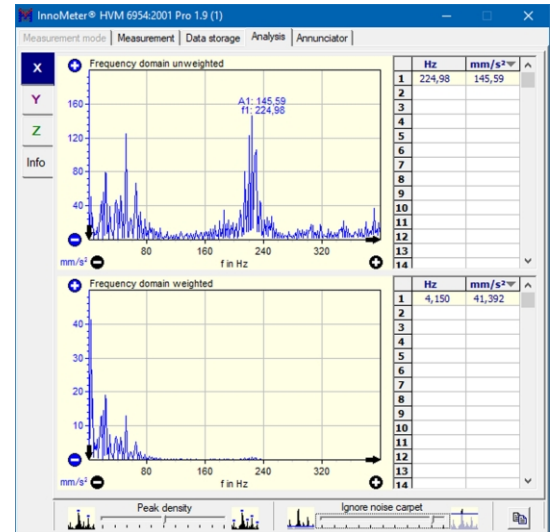 InnoMeter® HVM 6954:2001 Pro 1.9 (1)
Measurement mode Measurement Data storage Analysis Annunciator
X
Y
Z
Info
Frequency domain unweighted
160
120
80
40
A1: 145,59
f1: 224,98
mm/s²
80 160 240 320
f in Hz
Hz mm/s²
1 224,98 145,59
2
3
4
5
6
7
8
9
10
11
12
13
14
Frequency domain weighted
40
30
20
10
mm/s²
80 160 240 320
f in Hz
Hz mm/s²
1 4,150 41,392
2
3
4
5
6
7
8
9
10
11
12
13
14
Peak density
Ignore noise carpet